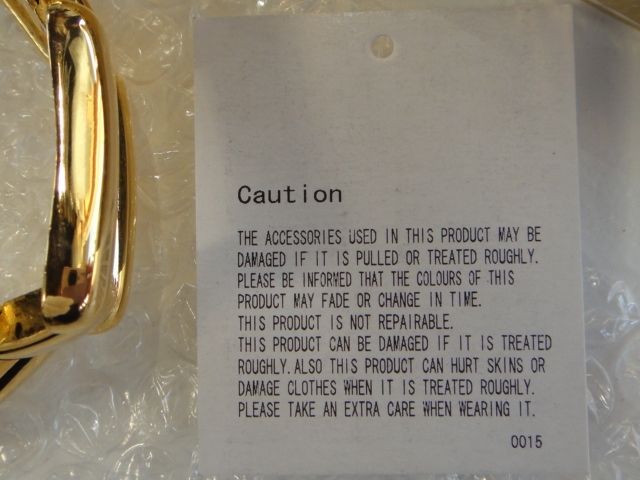 Caution
THE ACCESSORIES USED IN THIS PRODUCT MAY BE
DAMAGED IF IT IS PULLED OR TREATED ROUGHLY.
PLEASE BE INFORMED THAT THE COLOURS OF THIS
PRODUCT MAY FADE OR CHANGE IN TIME.
THIS PRODUCT IS NOT REPAIRABLE.
THIS PRODUCT CAN BE DAMAGED IF IT IS TREATED
ROUGHLY. ALSO THIS PRODUCT CAN HURT SKINS OR
DAMAGE CLOTHES WHEN IT IS TREATED ROUGHLY.
PLEASE TAKE AN EXTRA CARE WHEN WEARING IT.
0015